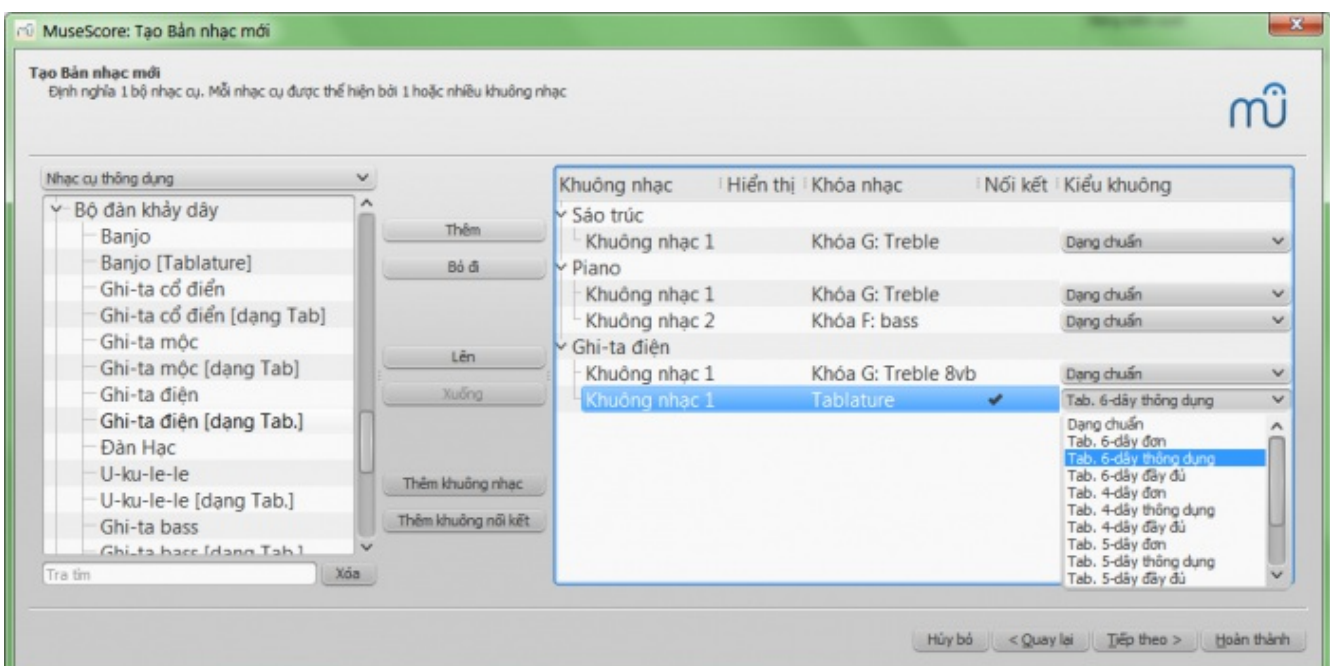 MuseScore: Tạo Bản nhạc mới
Tạo Bản nhạc mới
Định nghĩa 1 bộ nhạc cụ. Mỗi nhạc cụ được thể hiện bởi 1 hoặc nhiều khuông nhạc
Nhạc cụ thông dụng
Bộ đàn khảy dây
Banjo
Banjo [Tablature]
Ghi-ta cổ điển
Ghi-ta cổ điển [dạng Tab]
Ghi-ta mộc
Ghi-ta mộc [dạng Tab]
Ghi-ta điện
Ghi-ta điện [dạng Tab.]
Đàn Hạc
U-ku-le-le
U-ku-le-le [dạng Tab.]
Ghi-ta bass
Ghi-ta bass [dạng Tab.]
Tra tìm
Xóa
Thêm
Bỏ đi
Lên
Xuống
Thêm khuông nhạc
Thêm khuông nối kết
Khuông nhạc Hiển thị Khóa nhạc Nối kết Kiểu khuông
Sáo trúc
Khuông nhạc 1 Khóa G: Treble Dạng chuẩn
Piano
Khuông nhạc 1 Khóa G: Treble Dạng chuẩn
Khuông nhạc 2 Khóa F: bass Dạng chuẩn
Ghi-ta điện
Khuông nhạc 1 Khóa G: Treble 8vb Dạng chuẩn
Khuông nhạc 1 Tablature ✔ Tab. 6-dây thông dụng
Dạng chuẩn
Tab. 6-dây đơn
Tab. 6-dây thông dụng
Tab. 6-dây đầy đủ
Tab. 4-dây đơn
Tab. 4-dây thông dụng
Tab. 4-dây đầy đủ
Tab. 5-dây đơn
Tab. 5-dây thông dụng
Tab. 5-dây đầy đủ
Hủy bỏ < Quay lại Tiếp theo > Hoàn thành